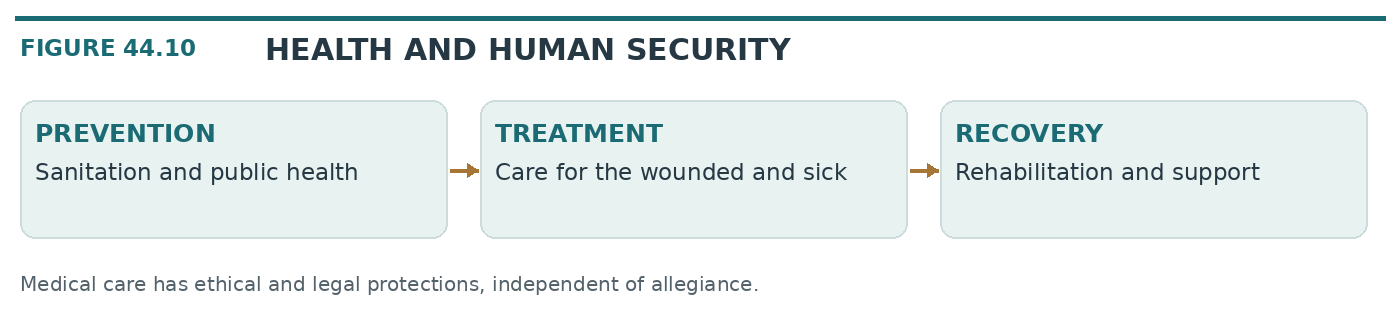 FIGURE 44.10 HEALTH AND HUMAN SECURITY
PREVENTION
Sanitation and public health
TREATMENT
Care for the wounded and sick
RECOVERY
Rehabilitation and support
Medical care has ethical and legal protections, independent of allegiance.